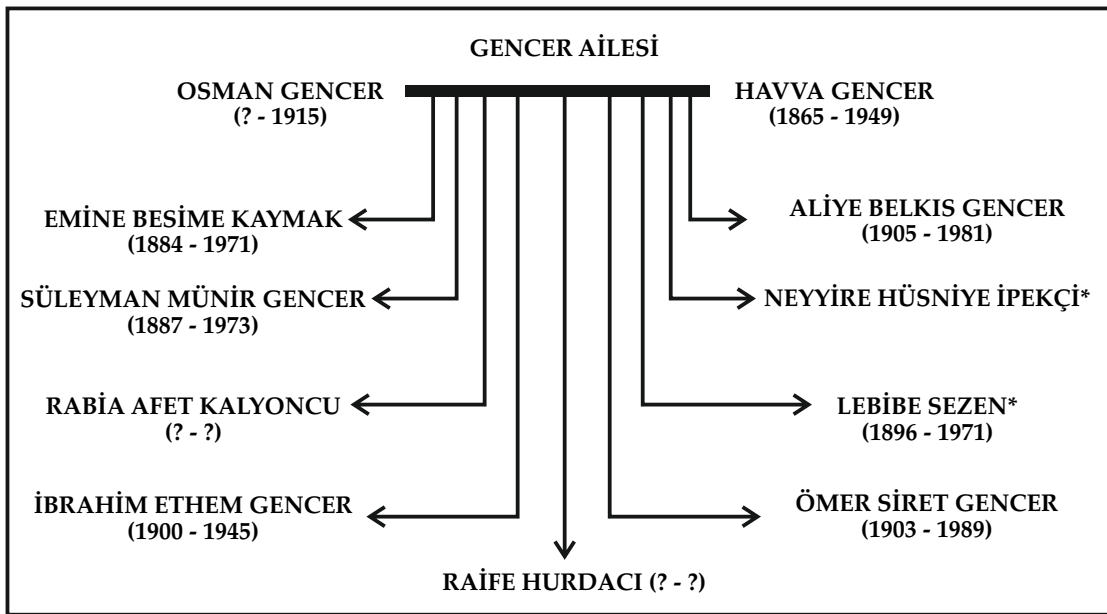 GENCER AİLESİ
OSMAN GENCER
(? - 1915)
HAVVA GENCER
(1865 - 1949)
EMİNE BESİME KAYMAK
(1884 - 1971)
ALİYE BELKIS GENCER
(1905 - 1981)
SÜLEYMAN MÜNİR GENCER
(1887 - 1973)
NEYYİRE HÜSNİYE İPEKÇİ*
RABİA AFET KALYONCU
(? - ?)
LEBİBE SEZEN*
(1896 - 1971)
İBRAHİM ETHEM GENCER
(1900 - 1945)
ÖMER SİRET GENCER
(1903 - 1989)
RAİFE HURDACI (? - ?)